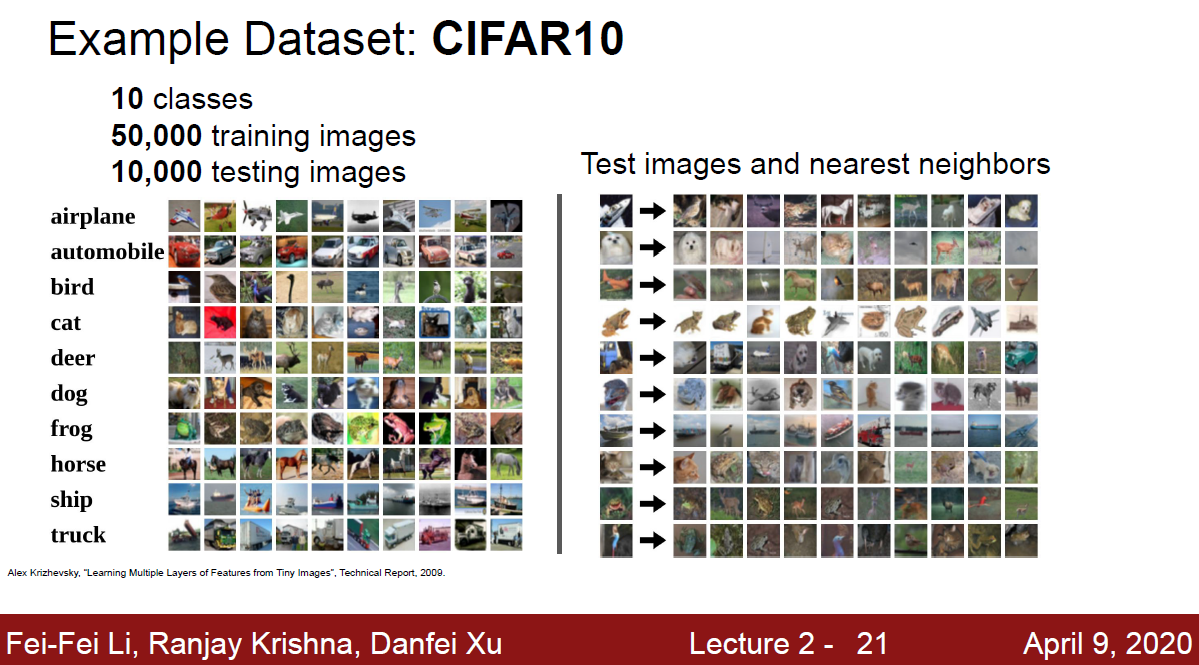 Example Dataset: CIFAR10
10 classes
50,000 training images
10,000 testing images
airplane
automobile
bird
cat
deer
dog
frog
horse
ship
truck
Alex Krizhevsky, "Learning Multiple Layers of Features from Tiny Images", Technical Report, 2009.
Test images and nearest neighbors
Fei-Fei Li, Ranjay Krishna, Danfei Xu
Lecture 2 - 21
April 9, 2020